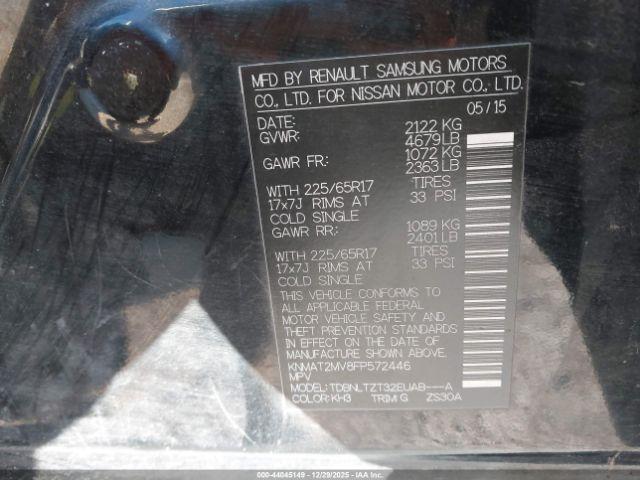 MFD BY RENAULT SAMSUNG MOTORS
CO., LTD. FOR NISSAN MOTOR CO., LTD.
05/15
DATE:
GVWR: 2122 KG
4679 LB
GAWR FR: 1072 KG
2363 LB
WITH 225/65R17 TIRES
17x7J RIMS AT 33 PSI
COLD SINGLE
GAWR RR: 1089 KG
2401 LB
WITH 225/65R17 TIRES
17x7J RIMS AT 33 PSI
COLD SINGLE
THIS VEHICLE CONFORMS TO
ALL APPLICABLE FEDERAL
MOTOR VEHICLE SAFETY AND
THEFT PREVENTION STANDARDS
IN EFFECT ON THE DATE OF
MANUFACTURE SHOWN ABOVE.
KNMAT2MV8FP572446
MPV
MODEL:TDBNLTZT32EUAB---A
COLOR:KH3 TRIM:G ZS30A
000-44045149 - 12/29/2025 - IAA Inc.